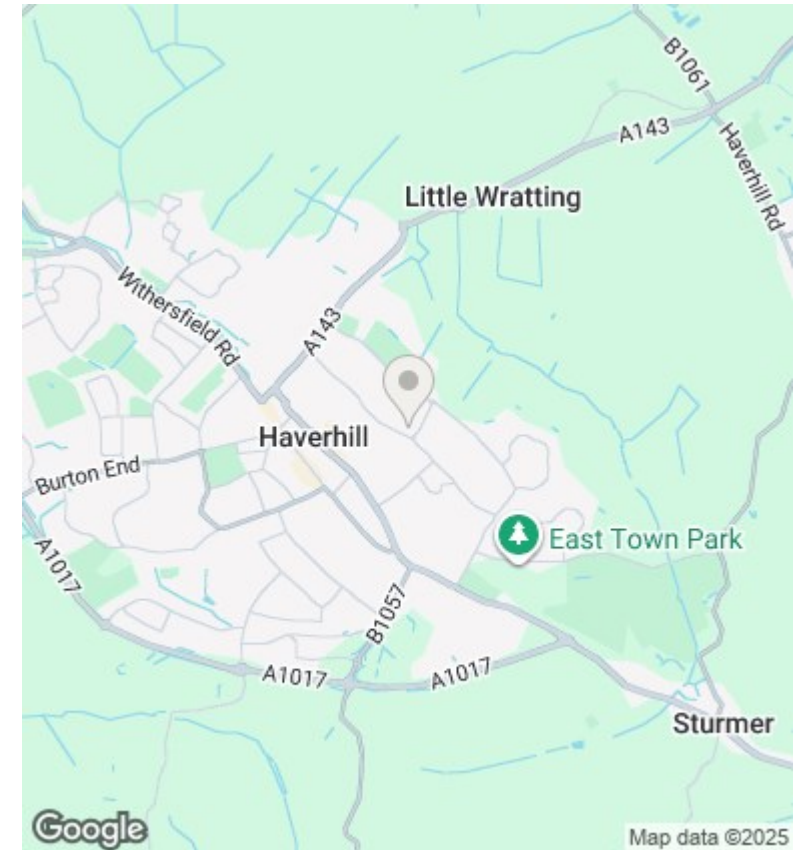 B1061
A143
Haverhill Rd
Little Wratting
Withersfield Rd
A143
Haverhill
Burton End
East Town Park
A1017
B1057
A1017
A1017
Sturmer
Google
Map data ©2025